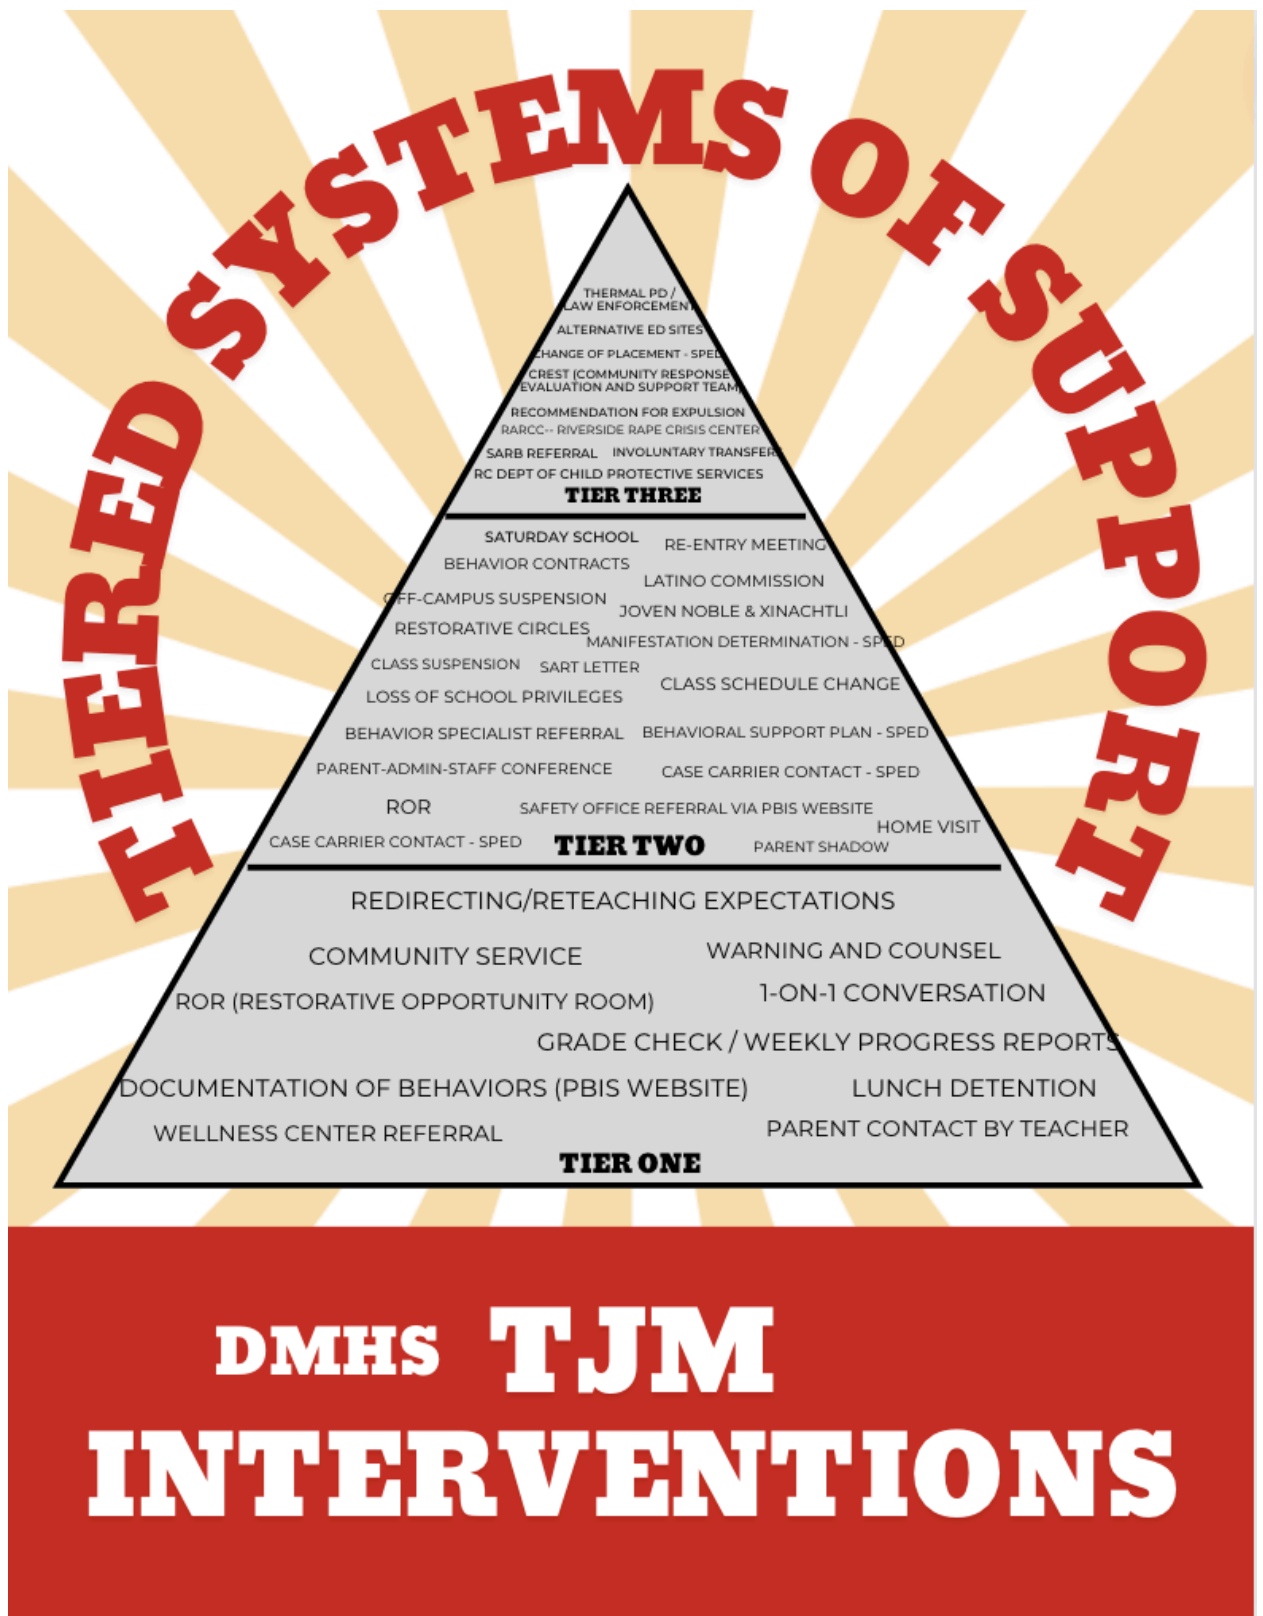 TIERED SYSTEMS OF SUPPORT
THERMAL PD /
LAW ENFORCEMENT
ALTERNATIVE ED SITES
CHANGE OF PLACEMENT - SPED
CREST (COMMUNITY RESPONSE
EVALUATION AND SUPPORT TEAM)
RECOMMENDATION FOR EXPULSION
RARCC-- RIVERSIDE RAPE CRISIS CENTER
SARB REFERRAL INVOLUNTARY TRANSFER
RC DEPT OF CHILD PROTECTIVE SERVICES
TIER THREE
SATURDAY SCHOOL
RE-ENTRY MEETING
BEHAVIOR CONTRACTS
LATINO COMMISSION
OFF-CAMPUS SUSPENSION
JOVEN NOBLE & XINACHTLI
RESTORATIVE CIRCLES
MANIFESTATION DETERMINATION - SPED
CLASS SUSPENSION SART LETTER
CLASS SCHEDULE CHANGE
LOSS OF SCHOOL PRIVILEGES
BEHAVIOR SPECIALIST REFERRAL BEHAVIORAL SUPPORT PLAN - SPED
PARENT-ADMIN-STAFF CONFERENCE CASE CARRIER CONTACT - SPED
ROR SAFETY OFFICE REFERRAL VIA PBIS WEBSITE
HOME VISIT
CASE CARRIER CONTACT - SPED TIER TWO PARENT SHADOW
REDIRECTING/RETEACHING EXPECTATIONS
COMMUNITY SERVICE WARNING AND COUNSEL
ROR (RESTORATIVE OPPORTUNITY ROOM) 1-ON-1 CONVERSATION
GRADE CHECK / WEEKLY PROGRESS REPORTS
DOCUMENTATION OF BEHAVIORS (PBIS WEBSITE) LUNCH DETENTION
WELLNESS CENTER REFERRAL PARENT CONTACT BY TEACHER
TIER ONE
DMHS TJM
INTERVENTIONS